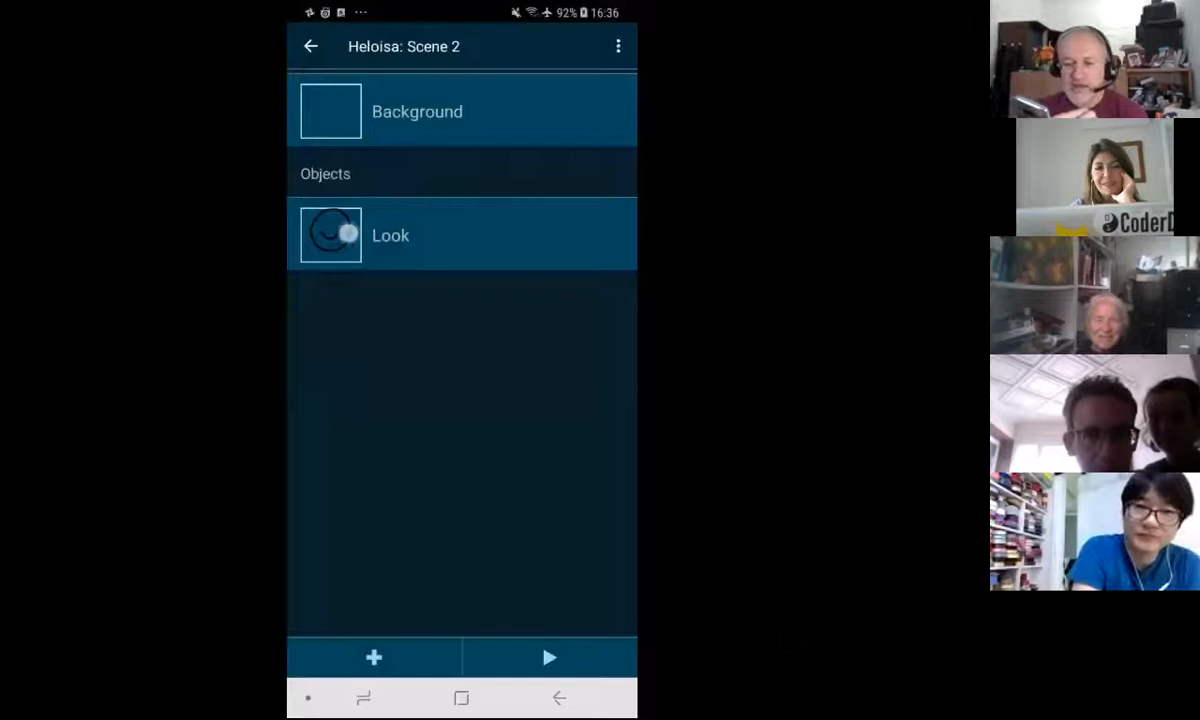 92% 16:36
Heloisa: Scene 2
Background
Objects
Look
CoderD